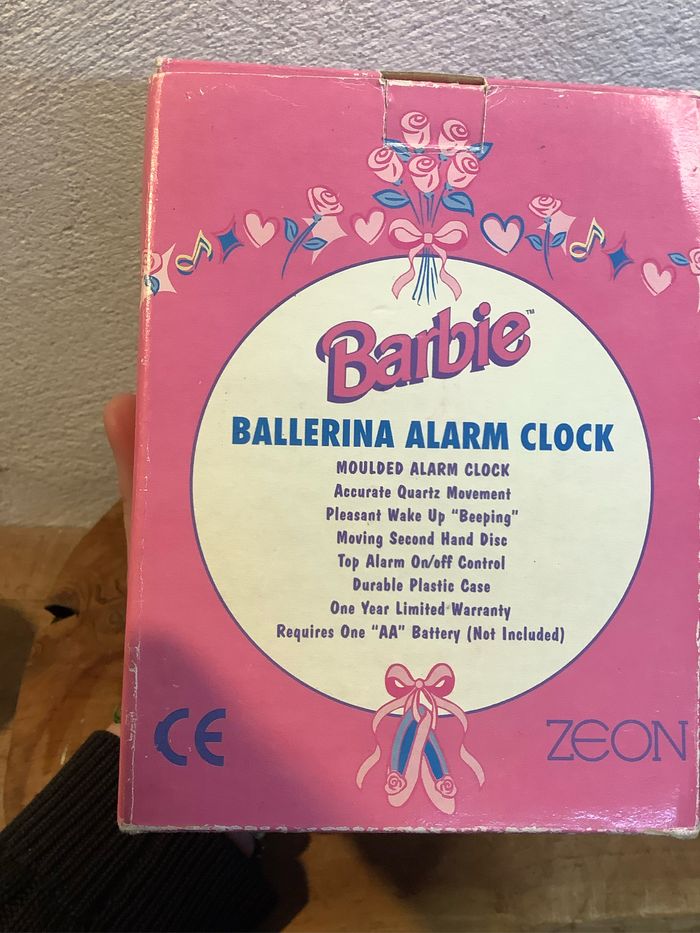 Barbie™
BALLERINA ALARM CLOCK
MOULDED ALARM CLOCK
Accurate Quartz Movement
Pleasant Wake Up "Beeping"
Moving Second Hand Disc
Top Alarm On/off Control
Durable Plastic Case
One Year Limited Warranty
Requires One "AA" Battery (Not Included)
CE
ZEON